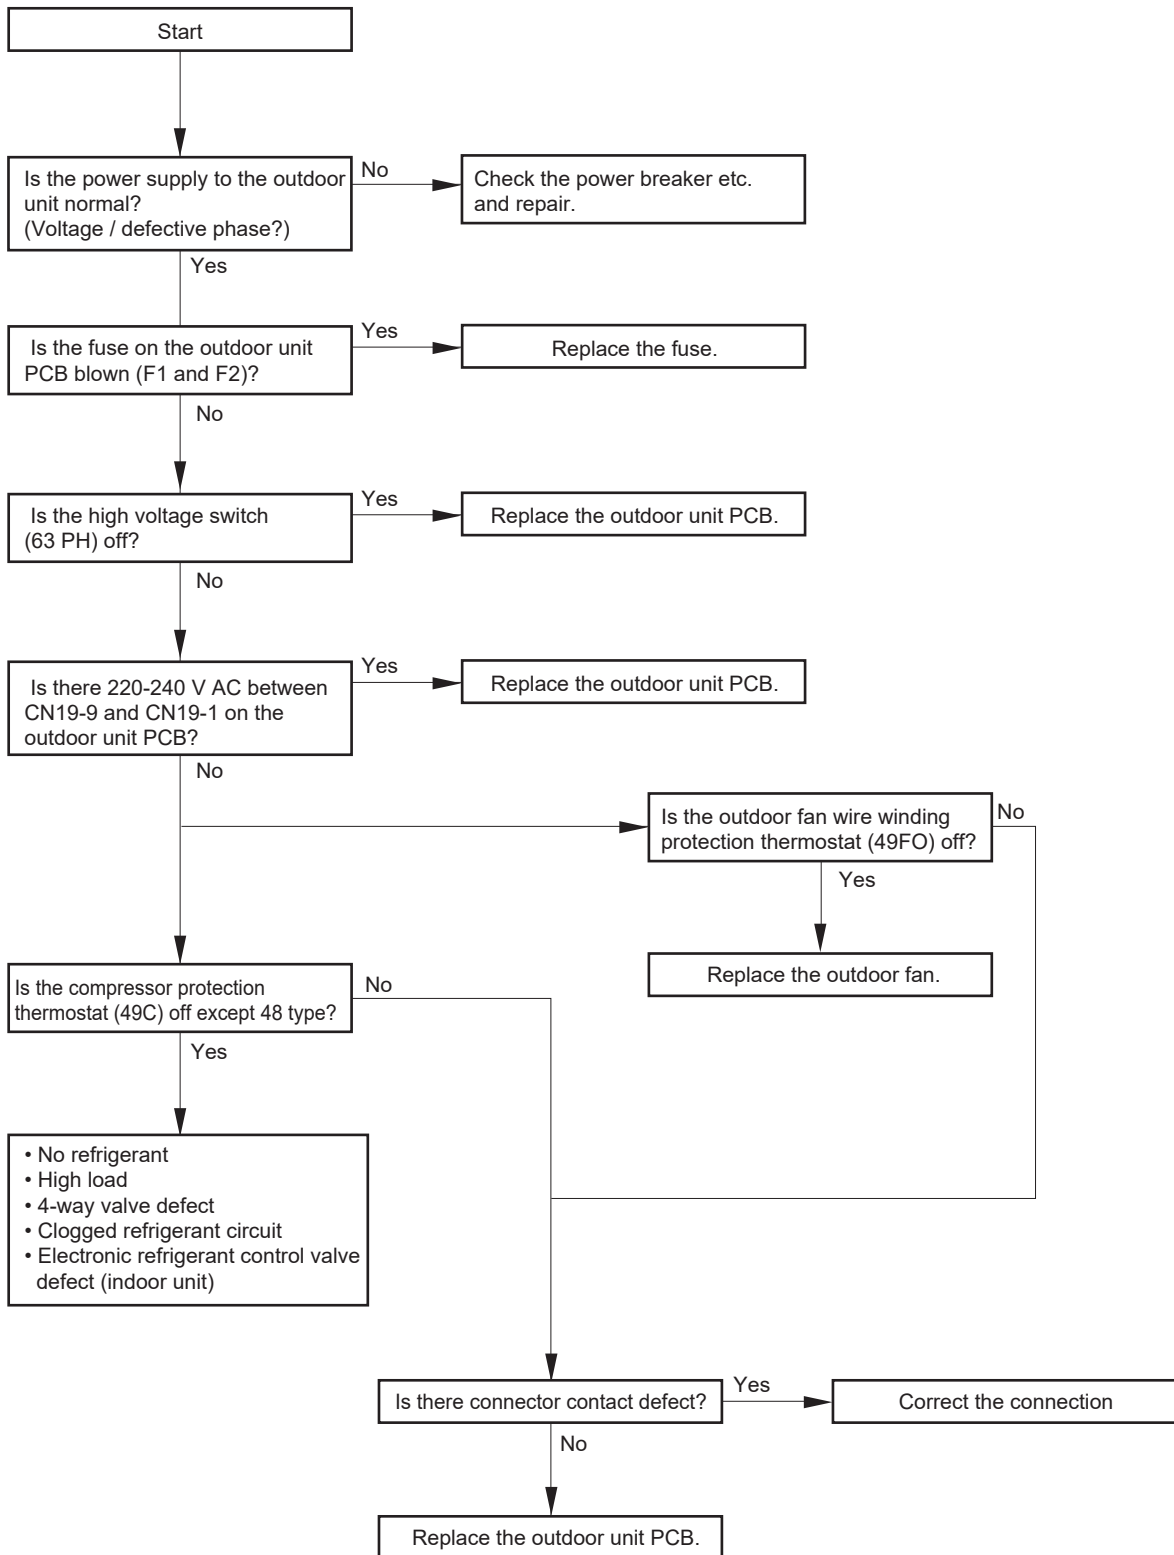 Start
Is the power supply to the outdoor
unit normal?
(Voltage / defective phase?)
No
Check the power breaker etc.
and repair.
Yes
Is the fuse on the outdoor unit
PCB blown (F1 and F2)?
Yes
Replace the fuse.
No
Is the high voltage switch
(63 PH) off?
Yes
Replace the outdoor unit PCB.
No
Is there 220-240 V AC between
CN19-9 and CN19-1 on the
outdoor unit PCB?
Yes
Replace the outdoor unit PCB.
No
Is the outdoor fan wire winding
protection thermostat (49FO) off?
No
Yes
Replace the outdoor fan.
Is the compressor protection
thermostat (49C) off except 48 type?
No
Yes
• No refrigerant
• High load
• 4-way valve defect
• Clogged refrigerant circuit
• Electronic refrigerant control valve
defect (indoor unit)
Is there connector contact defect?
Yes
Correct the connection
No
Replace the outdoor unit PCB.